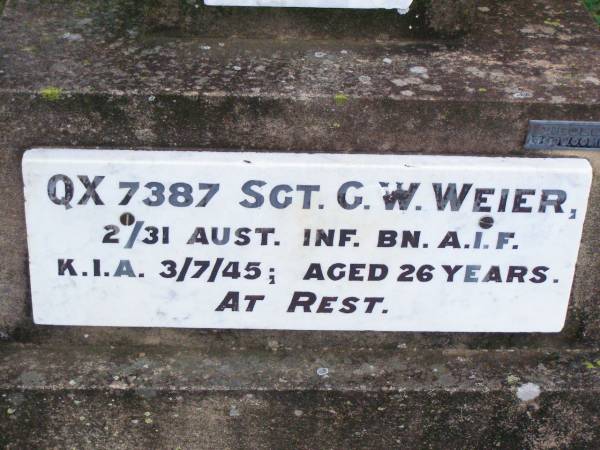 QX 7387 SGT. G. W. WEIER,
2/31 AUST. INF. BN. A.I.F.
K.I.A. 3/7/45; AGED 26 YEARS.
AT REST.